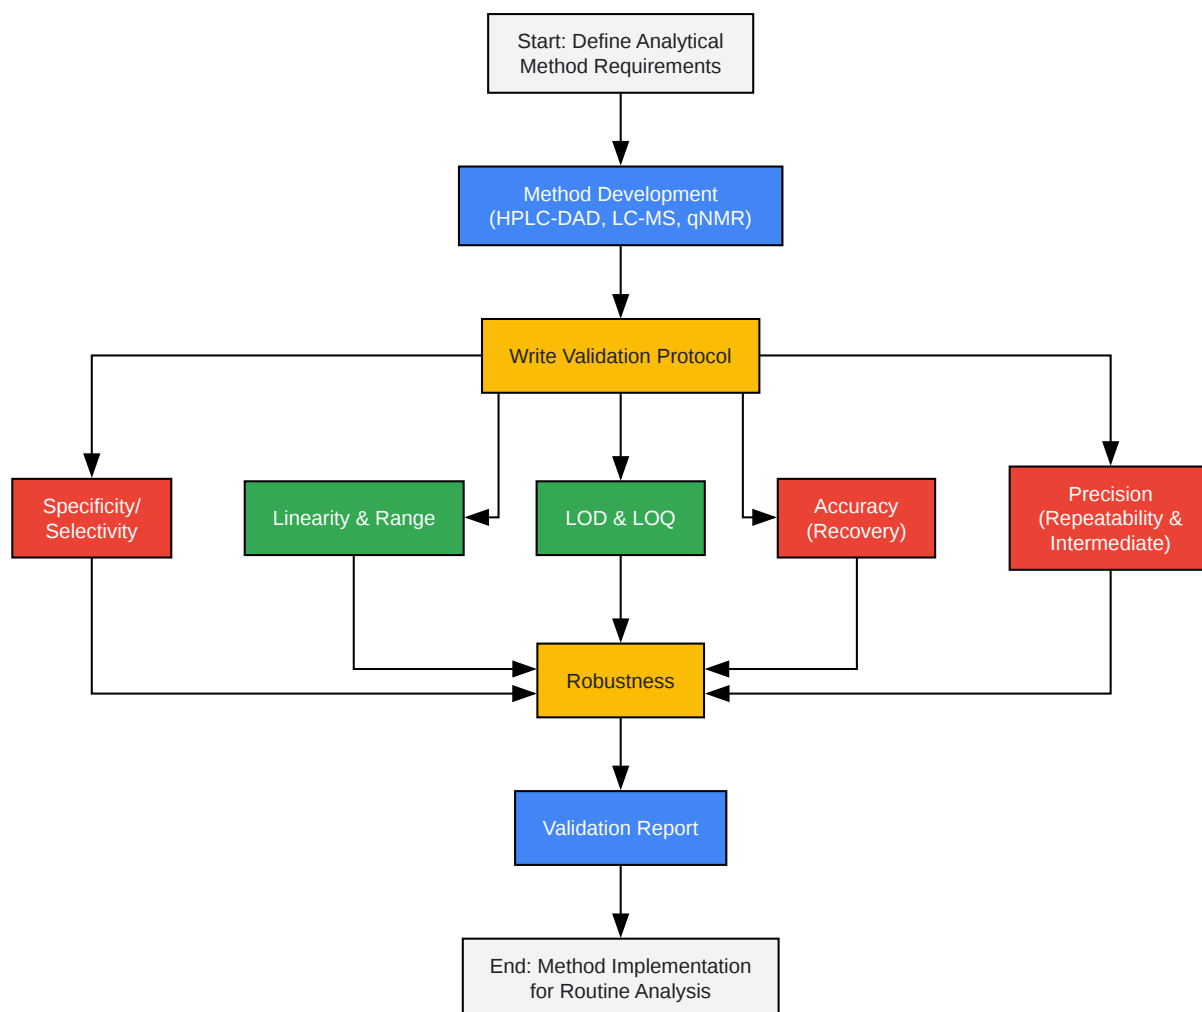 Start: Define Analytical
Method Requirements
Method Development
(HPLC-DAD, LC-MS, qNMR)
Write Validation Protocol
Specificity/
Selectivity
Linearity & Range
LOD & LOQ
Accuracy
(Recovery)
Precision
(Repeatability &
Intermediate)
Robustness
Validation Report
End: Method Implementation
for Routine Analysis